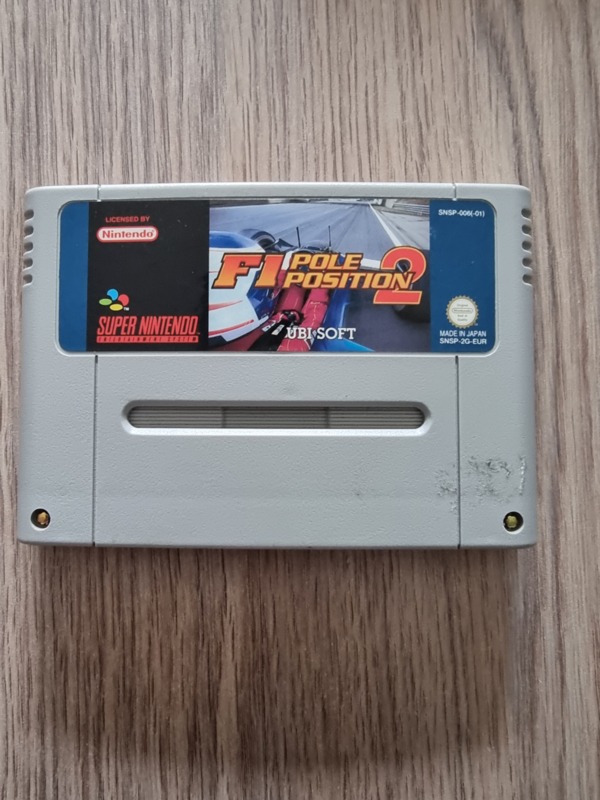 LICENSED BY
Nintendo
TM
SUPER NINTENDO
ENTERTAINMENT SYSTEM
F1 POLE
POSITION 2
UBI SOFT
SNSP-006(-01)
MADE IN JAPAN
SNSP-2G-EUR